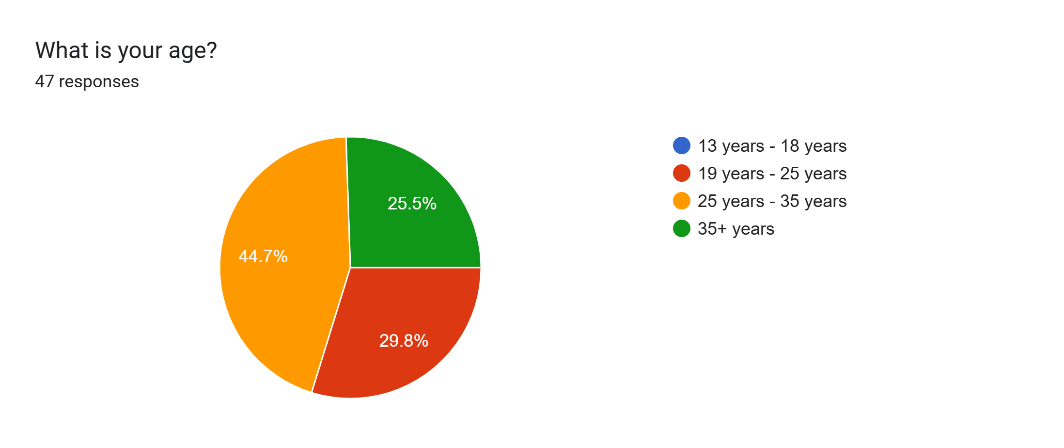 What is your age?
47 responses
25.5%
44.7%
29.8%
13 years - 18 years
19 years - 25 years
25 years - 35 years
35+ years